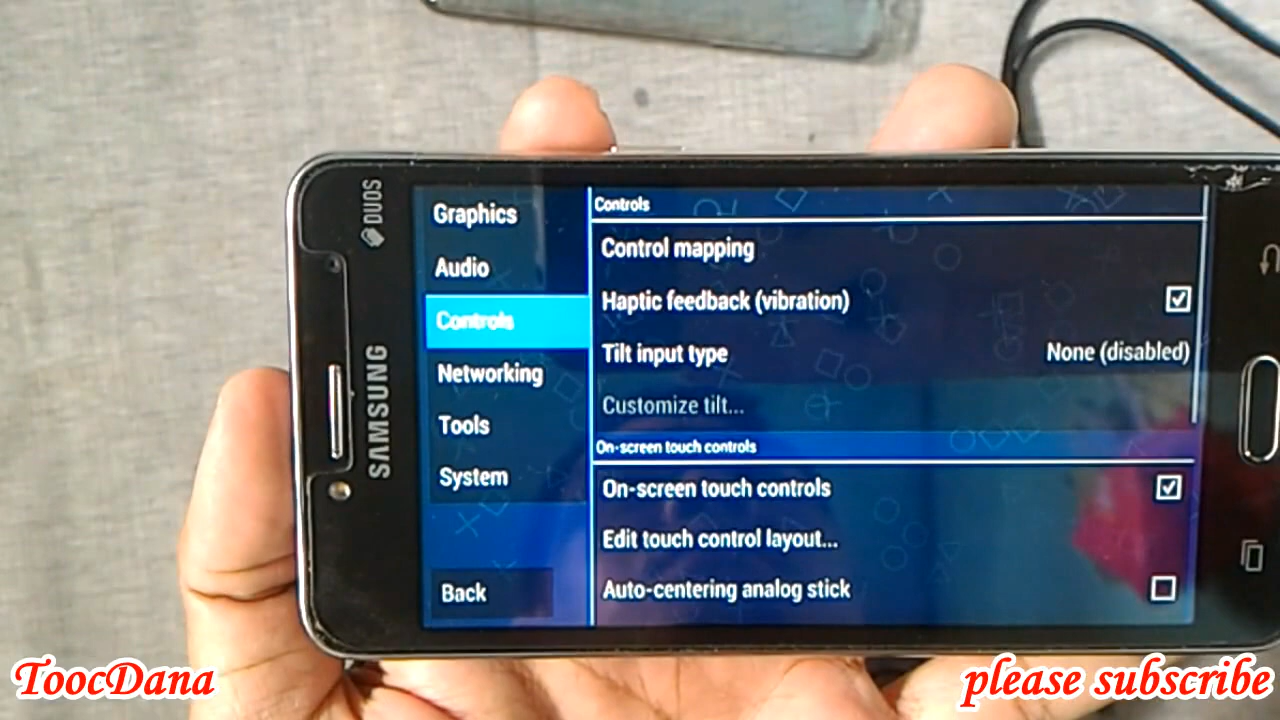 DUOS
SAMSUNG
Graphics
Audio
Controls
Networking
Tools
System
Back
Controls
Control mapping
Haptic feedback (vibration)
Tilt input type None (disabled)
Customize tilt...
On-screen touch controls
On-screen touch controls
Edit touch control layout...
Auto-centering analog stick
ToocDana
please subscribe